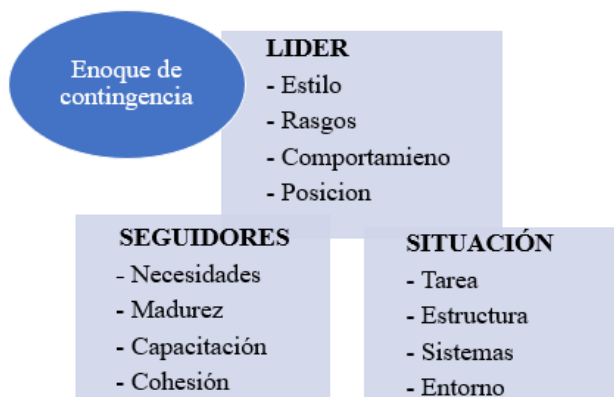 Enoque de
contingencia
LIDER
- Estilo
- Rasgos
- Comportamieno
- Posicion
SEGUIDORES
- Necesidades
- Madurez
- Capacitación
- Cohesión
SITUACIÓN
- Tarea
- Estructura
- Sistemas
- Entorno